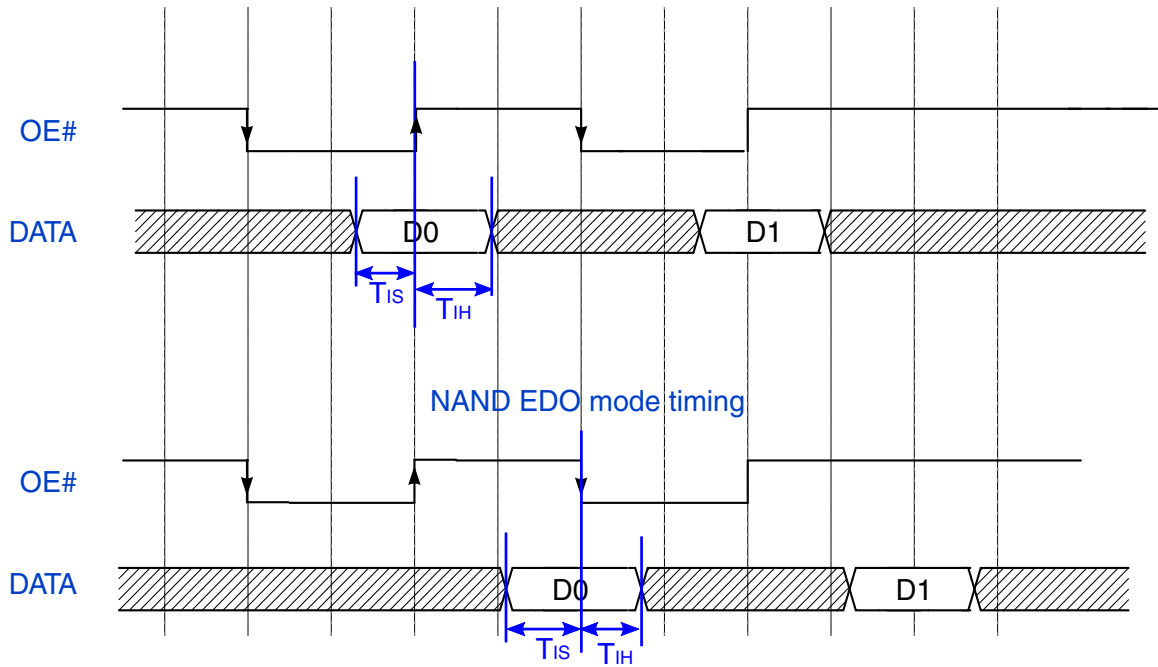 OE#
DATA
D0
D1
TIS
TIH
NAND EDO mode timing
OE#
DATA
D0
D1
TIS
TIH